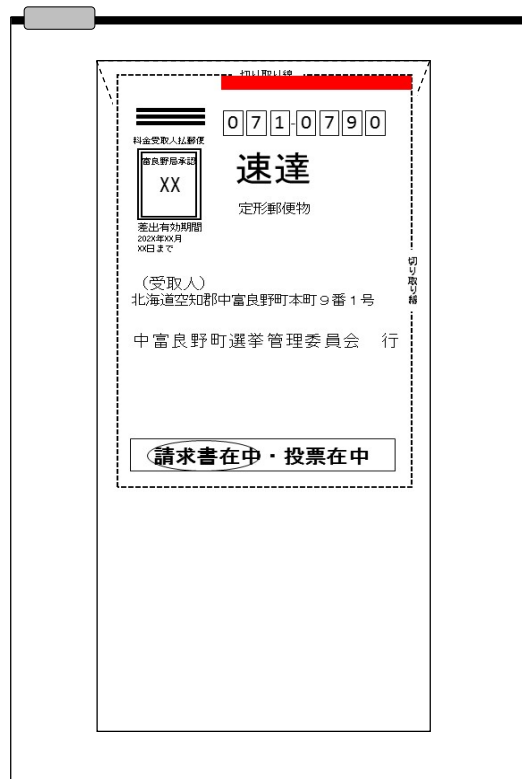 切り取り線
071-0790
料金受取人払郵便
富良野局承認
XX
速達
定形郵便物
差出有効期間
202X年XX月
XX日まで
切り取り線
（受取人）
北海道空知郡中富良野町本町９番１号
中富良野町選挙管理委員会　行
請求書在中・投票在中